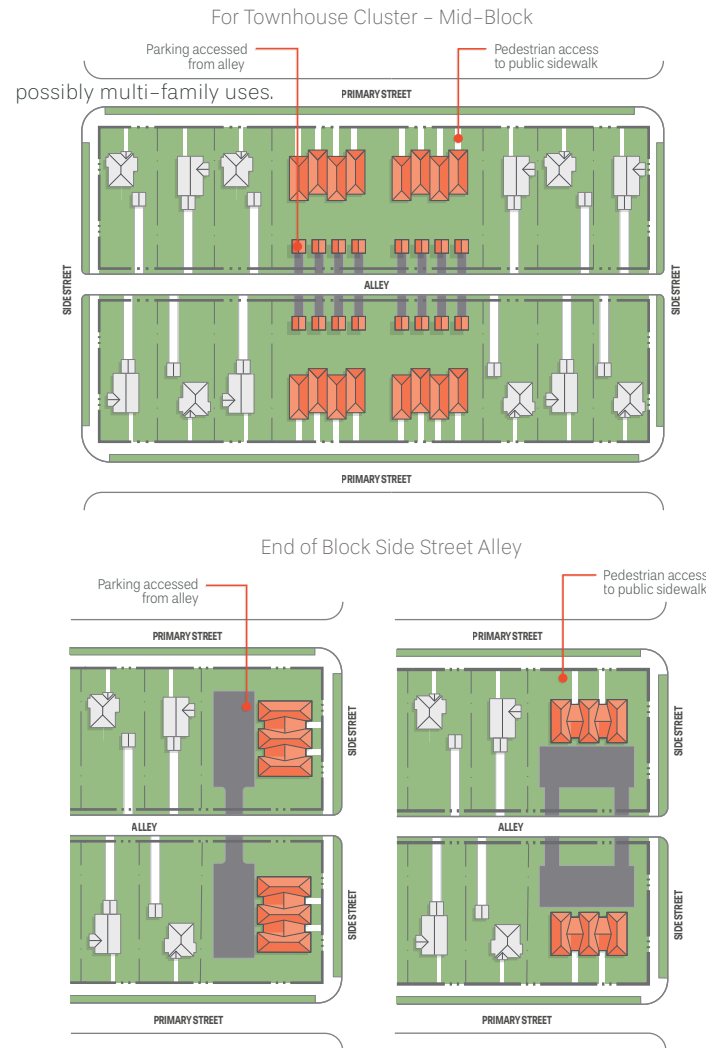 For Townhouse Cluster – Mid-Block
Parking accessed
from alley
Pedestrian access
to public sidewalk
possibly multi-family uses.
PRIMARY STREET
SIDE STREET
ALLEY
SIDE STREET
PRIMARY STREET
End of Block Side Street Alley
Parking accessed
from alley
Pedestrian access
to public sidewalk
PRIMARY STREET
PRIMARY STREET
SIDE STREET
SIDE STREET
ALLEY
ALLEY
SIDE STREET
SIDE STREET
PRIMARY STREET
PRIMARY STREET